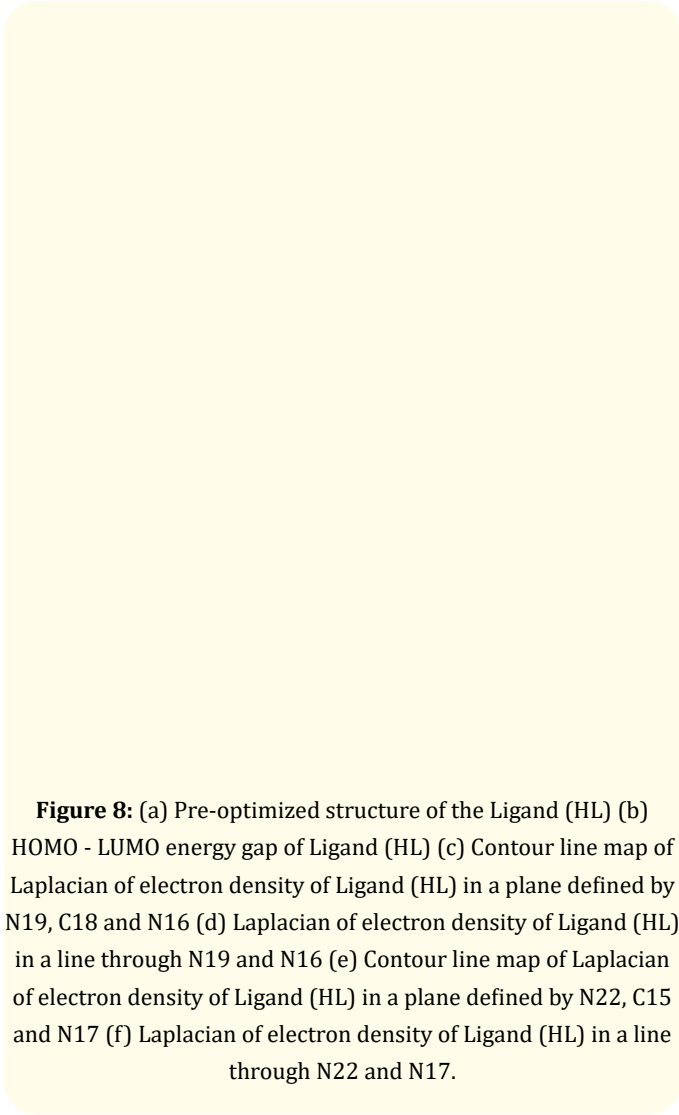 Figure 8: (a) Pre-optimized structure of the Ligand (HL) (b)
HOMO - LUMO energy gap of Ligand (HL) (c) Contour line map of
Laplacian of electron density of Ligand (HL) in a plane defined by
N19, C18 and N16 (d) Laplacian of electron density of Ligand (HL)
in a line through N19 and N16 (e) Contour line map of Laplacian
of electron density of Ligand (HL) in a plane defined by N22, C15
and N17 (f) Laplacian of electron density of Ligand (HL) in a line
through N22 and N17.